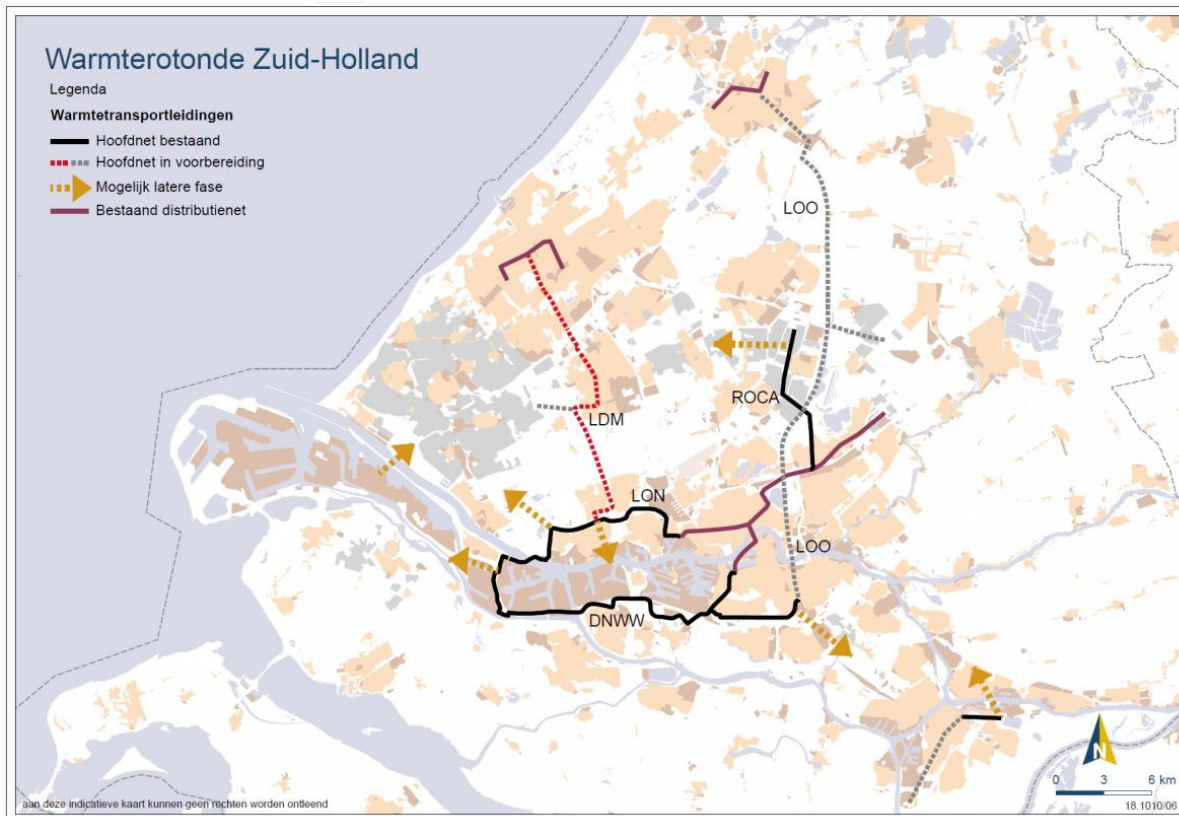 Warmterotonde Zuid-Holland
Legenda
Warmtetransportleidingen
Hoofdnet bestaand
Hoofdnet in voorbereiding
Mogelijk latere fase
Bestaand distributienet
LOO
ROCA
LDM
LON
LOO
DNWW
N
0 3 6 km
aan deze indicatieve kaart kunnen geen rechten worden ontleend
18.1010/06